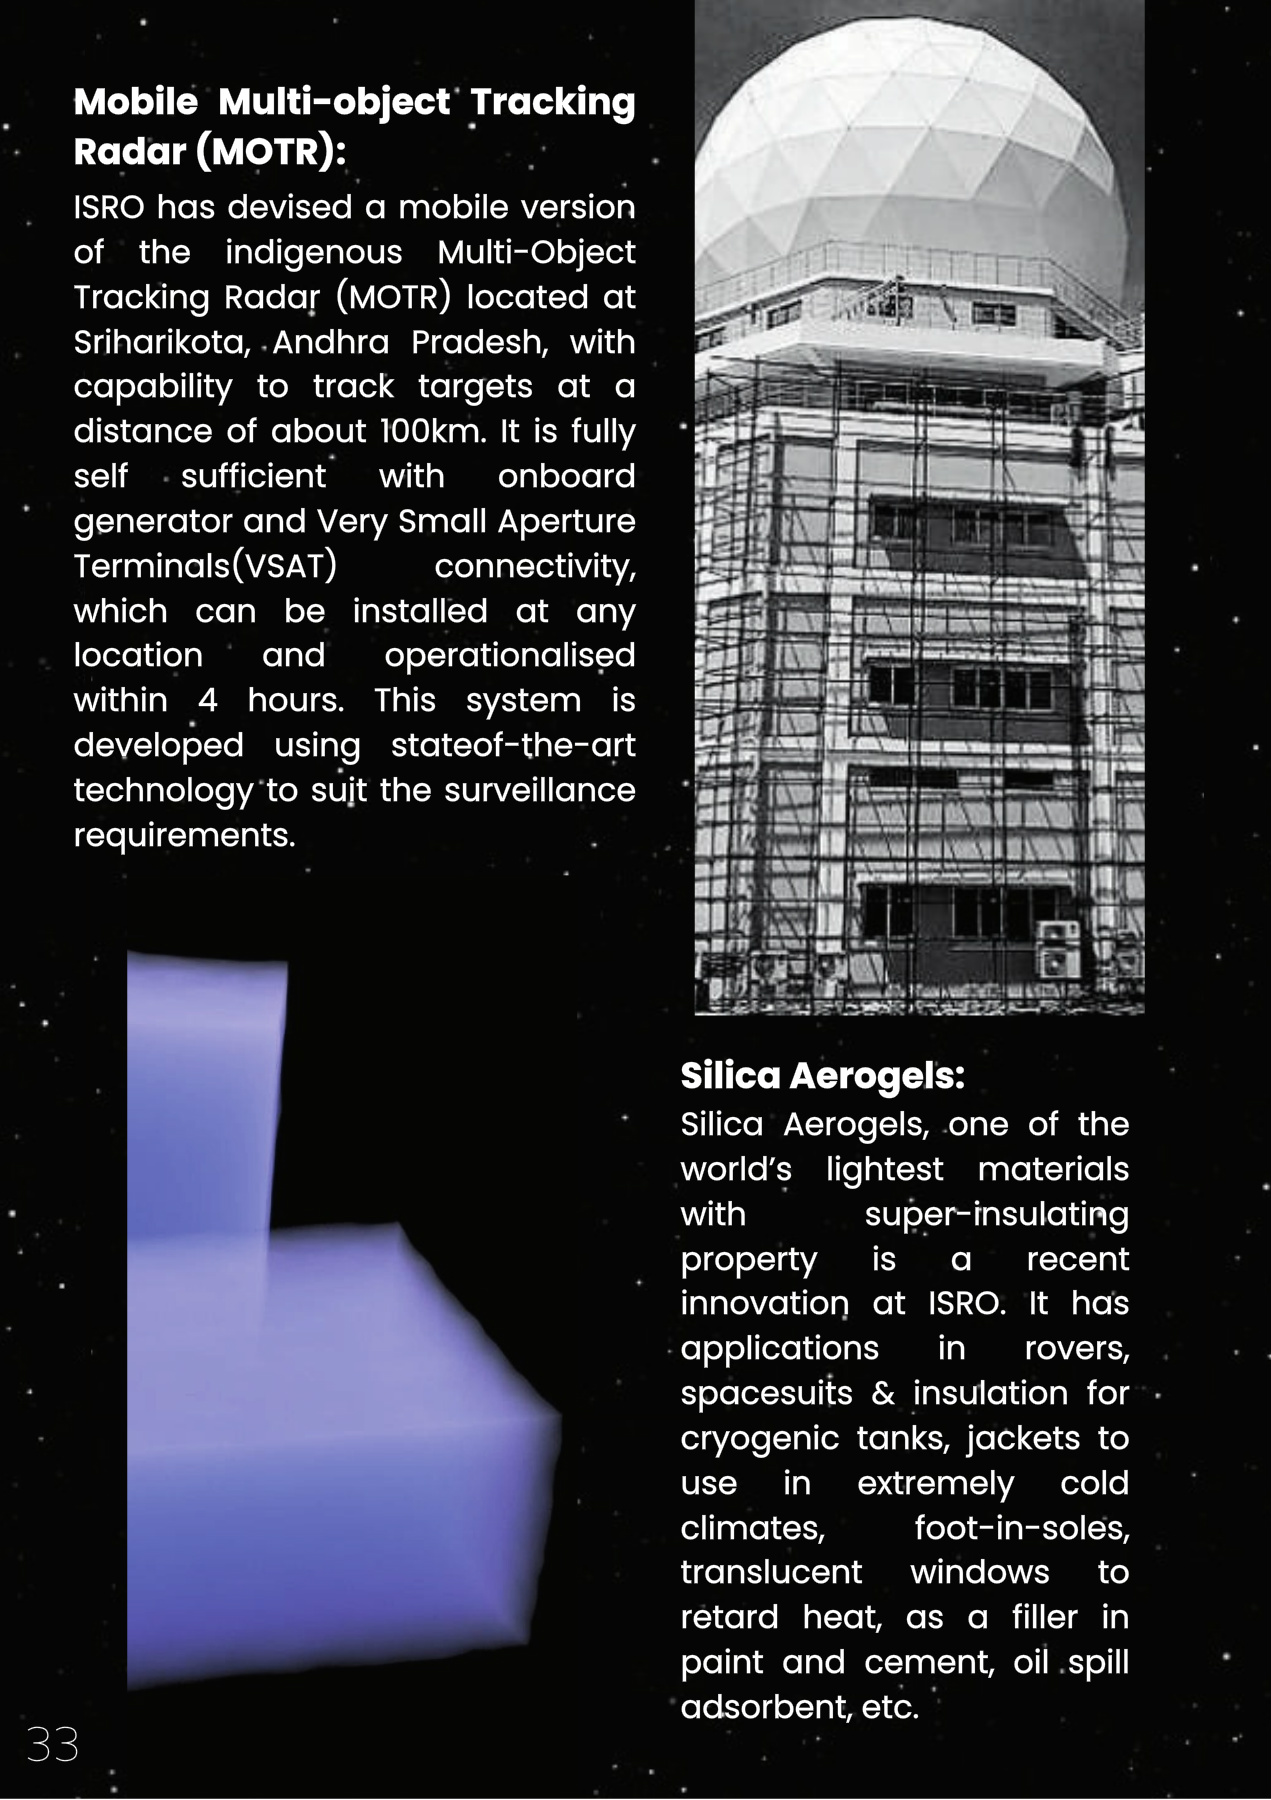 Mobile Multi-object Tracking
Radar (MOTR):
ISRO has devised a mobile version
of the indigenous Multi-Object
Tracking Radar (MOTR) located at
Sriharikota, Andhra Pradesh, with
capability to track targets at a
distance of about 100km. It is fully
self sufficient with onboard
generator and Very Small Aperture
Terminals(VSAT) connectivity,
which can be installed at any
location and operationalised
within 4 hours. This system is
developed using stateof-the-art
technology to suit the surveillance
requirements.
Silica Aerogels:
Silica Aerogels, one of the
world’s lightest materials
with super-insulating
property is a recent
innovation at ISRO. It has
applications in rovers,
spacesuits & insulation for
cryogenic tanks, jackets to
use in extremely cold
climates, foot-in-soles,
translucent windows to
retard heat, as a filler in
paint and cement, oil spill
adsorbent, etc.
33